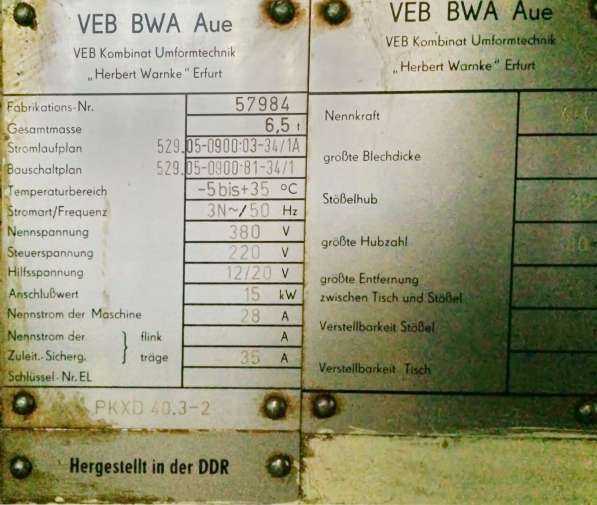 VEB BWA Aue
VEB Kombinat Umformtechnik
„Herbert Warnke" Erfurt
Fabrikations-Nr. 57984
Gesamtmasse 6,5 t
Stromlaufplan 529.05-0900:03-34/1A
Bauschaltplan 529.05-0900:81-34/1
Temperaturbereich -5bis+35 °C
Stromart/Frequenz 3N~/50 Hz
Nennspannung 380 V
Steuerspannung 220 V
Hilfsspannung 12/20 V
Anschlußwert 15 kW
Nennstrom der Maschine 28 A
Nennstrom der } flink A
Zuleit.-Sicherg. träge 35 A
Schlüssel-Nr. EL
PKXD 40.3-2
Hergestellt in der DDR
VEB BWA Aue
VEB Kombinat Umformtechnik
„Herbert Warnke" Erfurt
Nennkraft
größte Blechdicke
Stößelhub
größte Hubzahl
größte Entfernung
zwischen Tisch und Stößel
Verstellbarkeit Stößel
Verstellbarkeit Tisch